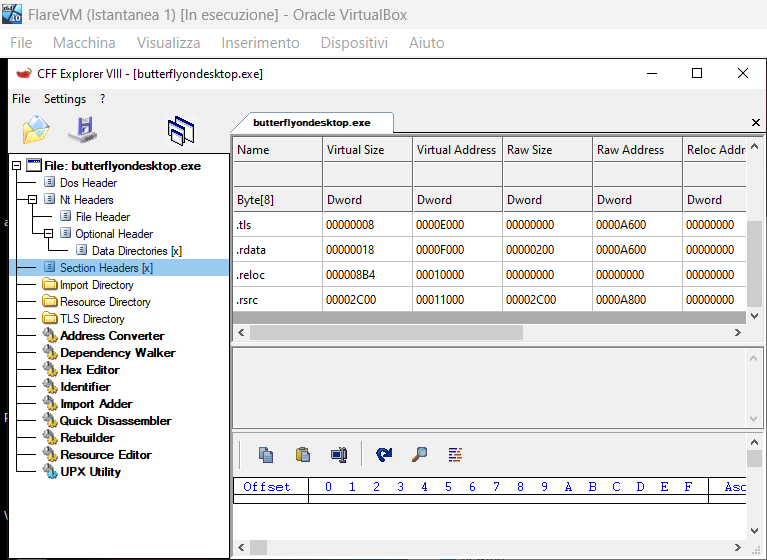 FlareVM (Istantanea 1) [In esecuzione] - Oracle VirtualBox
File Macchina Visualizza Inserimento Dispositivi Aiuto
CFF Explorer VIII - [butterflyondesktop.exe]
File Settings ?
butterflyondesktop.exe
File: butterflyondesktop.exe
Dos Header
Nt Headers
File Header
Optional Header
Data Directories [x]
Section Headers [x]
Import Directory
Resource Directory
TLS Directory
Address Converter
Dependency Walker
Hex Editor
Identifier
Import Adder
Quick Disassembler
Rebuilder
Resource Editor
UPX Utility
Name Virtual Size Virtual Address Raw Size Raw Address Reloc Addr
Byte[8] Dword Dword Dword Dword Dword
.tls 00000008 0000E000 00000000 0000A600 00000000
.rdata 00000018 0000F000 00000200 0000A600 00000000
.reloc 000008B4 00010000 00000000 00000000 00000000
.rsrc 00002C00 00011000 00002C00 0000A800 00000000
Offset 0 1 2 3 4 5 6 7 8 9 A B C D E F Asc